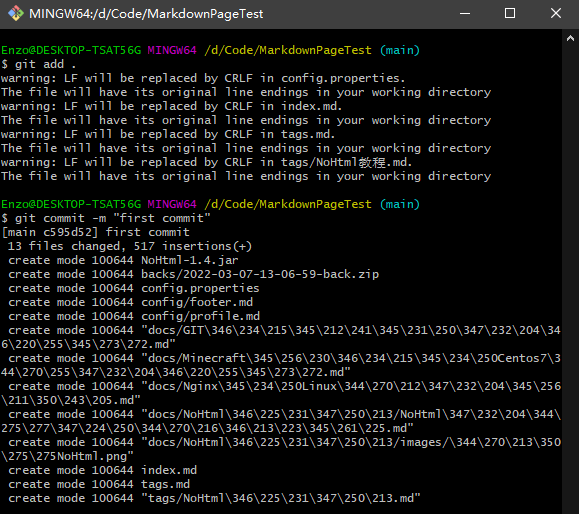 MINGW64:/d/Code/MarkdownPageTest
Enzo@DESKTOP-TSAT56G MINGW64 /d/Code/MarkdownPageTest (main)
$ git add .
warning: LF will be replaced by CRLF in config.properties.
The file will have its original line endings in your working directory
warning: LF will be replaced by CRLF in index.md.
The file will have its original line endings in your working directory
warning: LF will be replaced by CRLF in tags.md.
The file will have its original line endings in your working directory
warning: LF will be replaced by CRLF in tags/NoHtml教程.md.
The file will have its original line endings in your working directory
Enzo@DESKTOP-TSAT56G MINGW64 /d/Code/MarkdownPageTest (main)
$ git commit -m "first commit"
[main c595d52] first commit
13 files changed, 517 insertions(+)
create mode 100644 NoHtml-1.4.jar
create mode 100644 backs/2022-03-07-13-06-59-back.zip
create mode 100644 config.properties
create mode 100644 config/footer.md
create mode 100644 config/profile.md
create mode 100644 "docs/GIT\346\234\215\345\212\241\345\231\250\347\232\204\34
6\220\255\345\273\272.md"
create mode 100644 "docs/Minecraft\345\256\230\346\234\215\345\234\250Centos7\3
44\270\255\347\232\204\346\220\255\345\273\272.md"
create mode 100644 "docs/Nginx\345\234\250Linux\344\270\212\347\232\204\345\256
\211\350\243\205.md"
create mode 100644 "docs/NoHtml\346\225\231\347\250\213/NoHtml\347\232\204\344\
275\277\347\224\250\344\270\216\346\213\223\345\261\225.md"
create mode 100644 "docs/NoHtml\346\225\231\347\250\213/images/\344\270\213\350
\275\275NoHtml.png"
create mode 100644 index.md
create mode 100644 tags.md
create mode 100644 "tags/NoHtml\346\225\231\347\250\213.md"